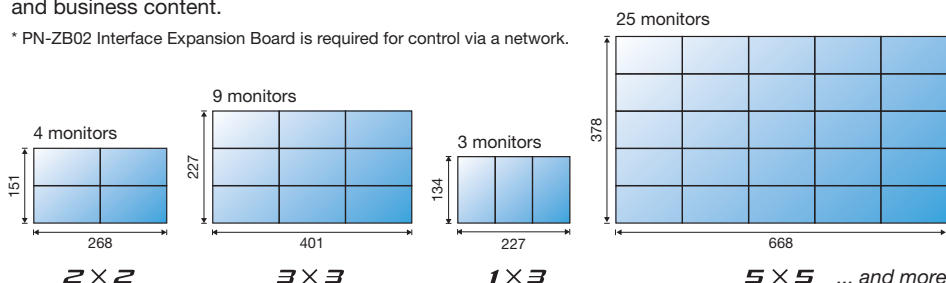 and business content.
* PN-ZB02 Interface Expansion Board is required for control via a network.
4 monitors
151
268
2×2
9 monitors
227
401
3×3
3 monitors
134
227
1×3
25 monitors
378
668
5×5 ... and more